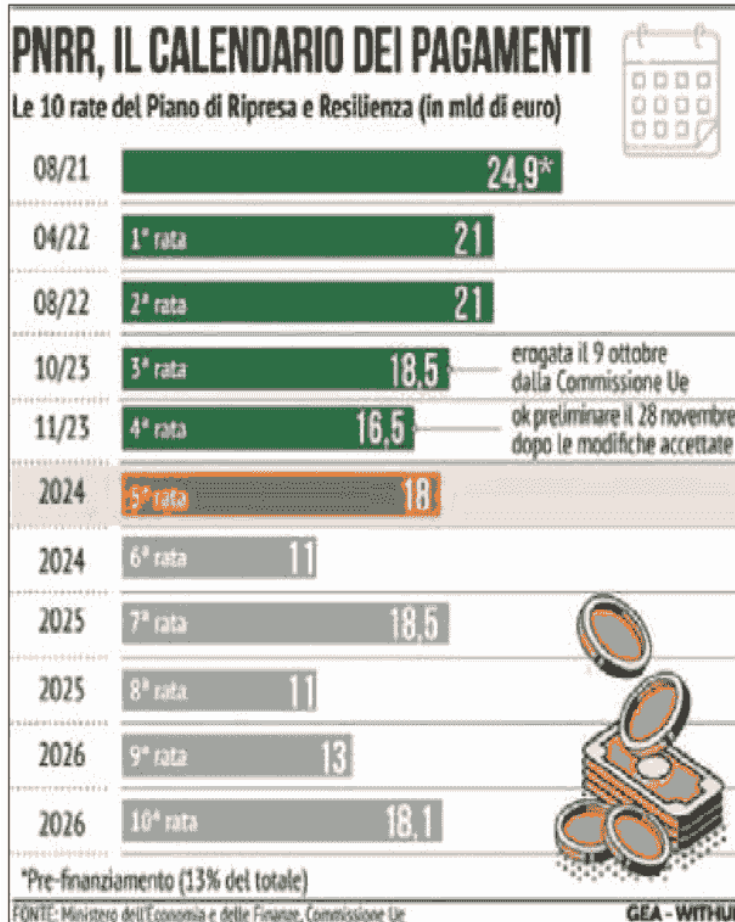 PNRR, IL CALENDARIO DEI PAGAMENTI
Le 10 rate del Piano di Ripresa e Resilienza (in mld di euro)
08/21 24,9*
04/22 1ª rata 21
08/22 2ª rata 21
10/23 3ª rata 18,5 erogata il 9 ottobre
dalla Commissione Ue
11/23 4ª rata 16,5 ok preliminare il 28 novembre
dopo le modifiche accettate
2024 5ª rata 18
2024 6ª rata 11
2025 7ª rata 18,5
2025 8ª rata 11
2026 9ª rata 13
2026 10ª rata 18,1
*Pre-finanziamento (13% del totale)
FONTE: Ministero dell'Economia e delle Finanze, Commissione Ue
GEA - WITHUB